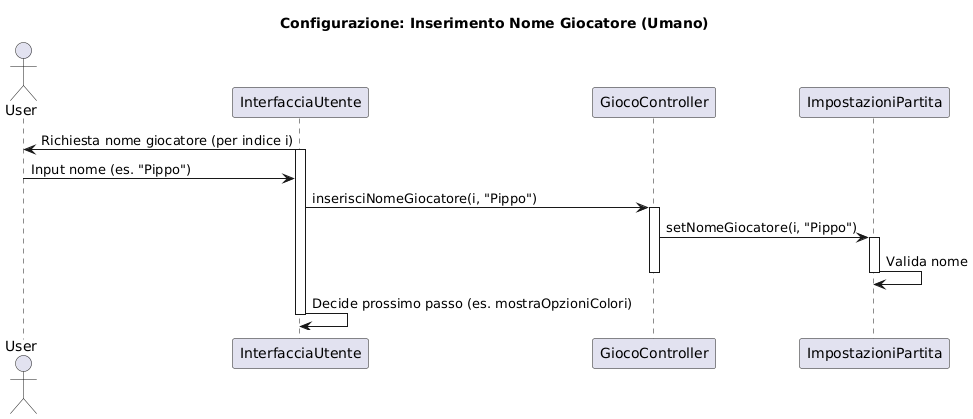 Configurazione: Inserimento Nome Giocatore (Umano)
User
InterfacciaUtente
GiocoController
ImpostazioniPartita
Richiesta nome giocatore (per indice i)
Input nome (es. "Pippo")
inserisciNomeGiocatore(i, "Pippo")
setNomeGiocatore(i, "Pippo")
Valida nome
Decide prossimo passo (es. mostraOpzioniColori)
User
InterfacciaUtente
GiocoController
ImpostazioniPartita